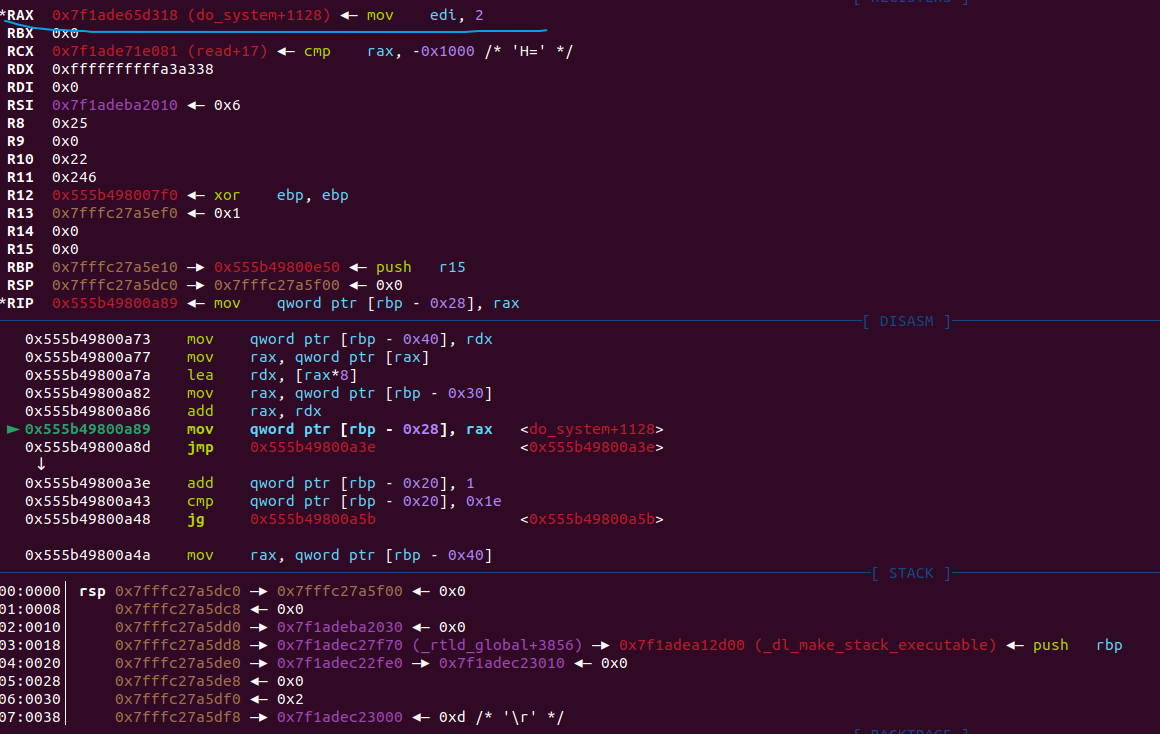 *RAX 0x7f1ade65d318 (do_system+1128) ◂— mov edi, 2
RBX 0x0
RCX 0x7f1ade71e081 (read+17) ◂— cmp rax, -0x1000 /* 'H=' */
RDX 0xffffffffffa3a338
RDI 0x0
RSI 0x7f1adeba2010 ◂— 0x6
R8 0x25
R9 0x0
R10 0x22
R11 0x246
R12 0x555b498007f0 ◂— xor ebp, ebp
R13 0x7fffc27a5ef0 ◂— 0x1
R14 0x0
R15 0x0
RBP 0x7fffc27a5e10 —▸ 0x555b49800e50 ◂— push r15
RSP 0x7fffc27a5dc0 —▸ 0x7fffc27a5f00 ◂— 0x0
*RIP 0x555b49800a89 ◂— mov qword ptr [rbp - 0x28], rax
[ DISASM ]
0x555b49800a73 mov qword ptr [rbp - 0x40], rdx
0x555b49800a77 mov rax, qword ptr [rax]
0x555b49800a7a lea rdx, [rax*8]
0x555b49800a82 mov rax, qword ptr [rbp - 0x30]
0x555b49800a86 add rax, rdx
► 0x555b49800a89 mov qword ptr [rbp - 0x28], rax <do_system+1128>
0x555b49800a8d jmp 0x555b49800a3e <0x555b49800a3e>
↓
0x555b49800a3e add qword ptr [rbp - 0x20], 1
0x555b49800a43 cmp qword ptr [rbp - 0x20], 0x1e
0x555b49800a48 jg 0x555b49800a5b <0x555b49800a5b>
0x555b49800a4a mov rax, qword ptr [rbp - 0x40]
[ STACK ]
00:0000│ rsp 0x7fffc27a5dc0 —▸ 0x7fffc27a5f00 ◂— 0x0
01:0008│ 0x7fffc27a5dc8 ◂— 0x0
02:0010│ 0x7fffc27a5dd0 —▸ 0x7f1adeba2030 ◂— 0x0
03:0018│ 0x7fffc27a5dd8 —▸ 0x7f1adec27f70 (_rtld_global+3856) —▸ 0x7f1adea12d00 (_dl_make_stack_executable) ◂— push rbp
04:0020│ 0x7fffc27a5de0 —▸ 0x7f1adec22fe0 —▸ 0x7f1adec23010 ◂— 0x0
05:0028│ 0x7fffc27a5de8 ◂— 0x0
06:0030│ 0x7fffc27a5df0 ◂— 0x2
07:0038│ 0x7fffc27a5df8 —▸ 0x7f1adec23000 ◂— 0xd /* '\r' */